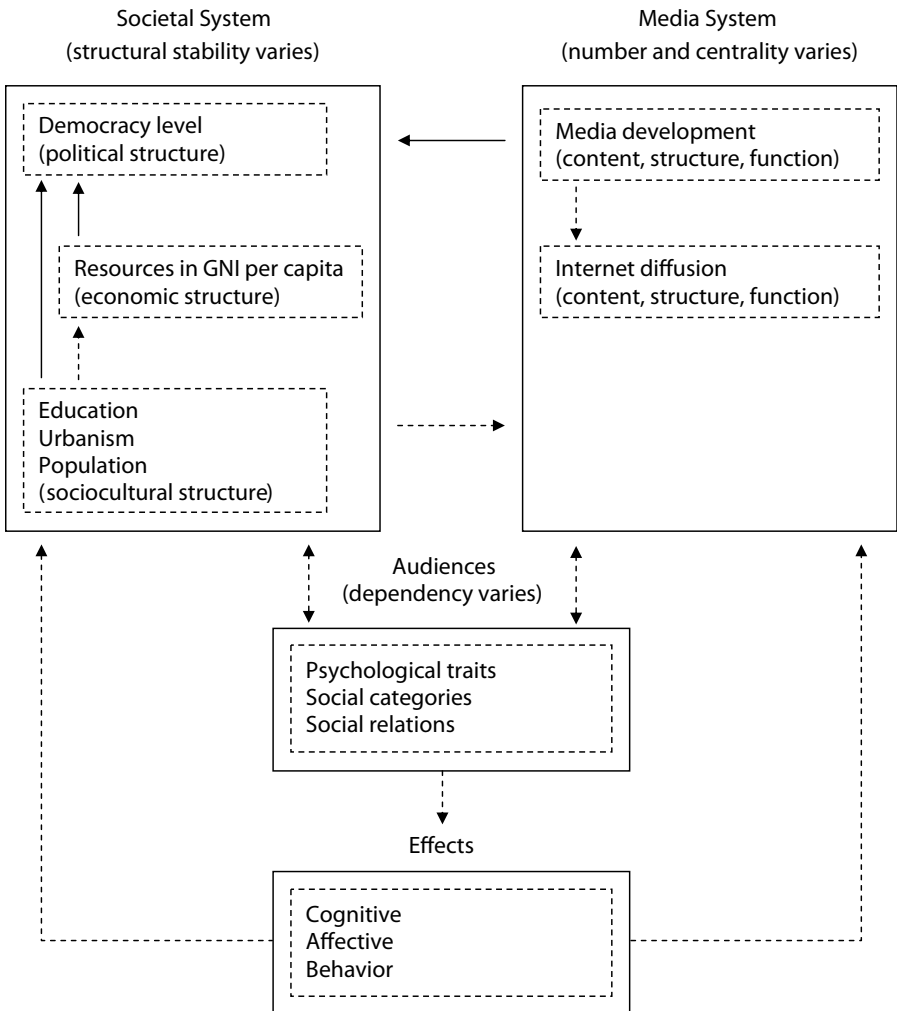 Societal System
(structural stability varies)
Media System
(number and centrality varies)
Democracy level
(political structure)
Resources in GNI per capita
(economic structure)
Education
Urbanism
Population
(sociocultural structure)
Media development
(content, structure, function)
Internet diffusion
(content, structure, function)
Audiences
(dependency varies)
Psychological traits
Social categories
Social relations
Effects
Cognitive
Affective
Behavior